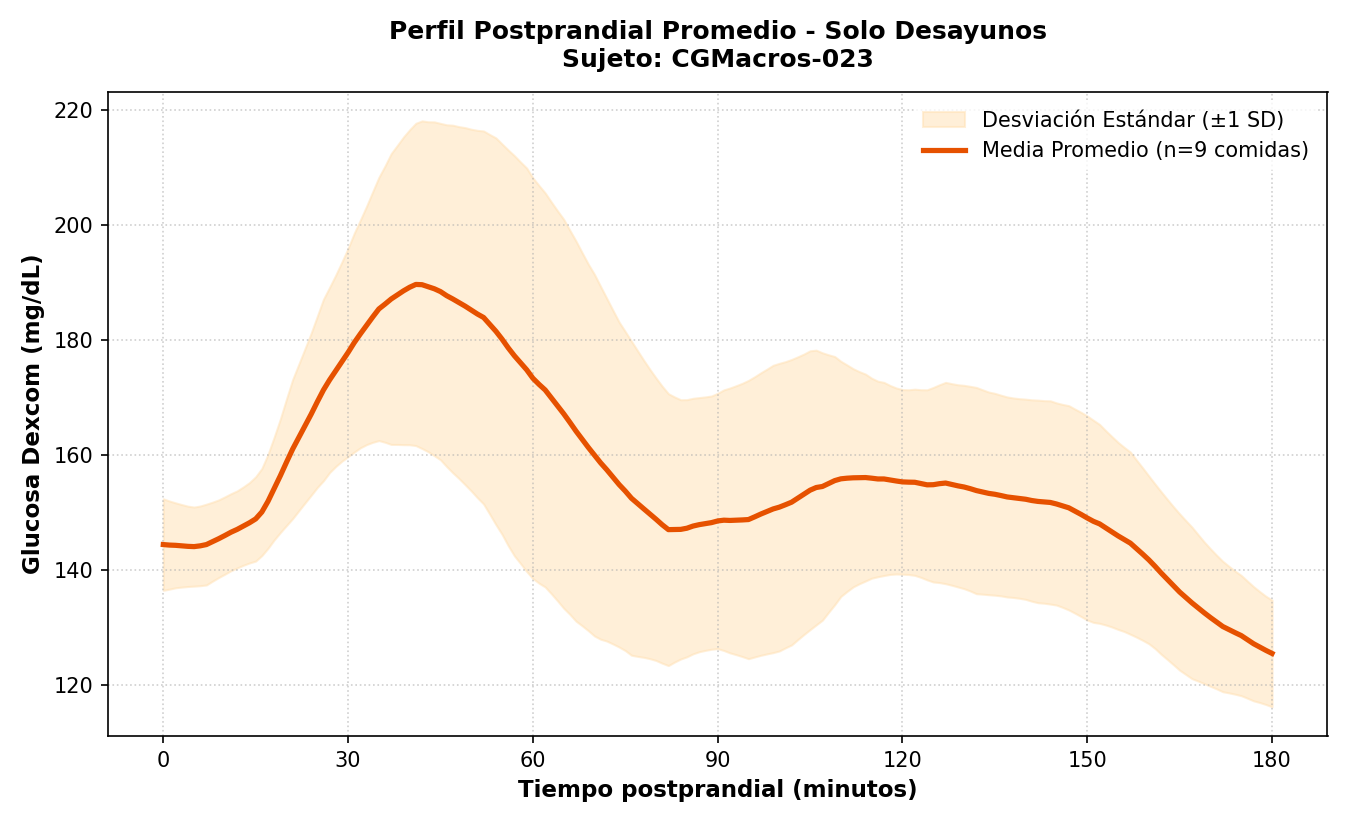 Perfil Postprandial Promedio - Solo Desayunos
Sujeto: CGMacros-023
Desviación Estándar (±1 SD)
Media Promedio (n=9 comidas)
Glucosa Dexcom (mg/dL)
220
200
180
160
140
120
0 30 60 90 120 150 180
Tiempo postprandial (minutos)